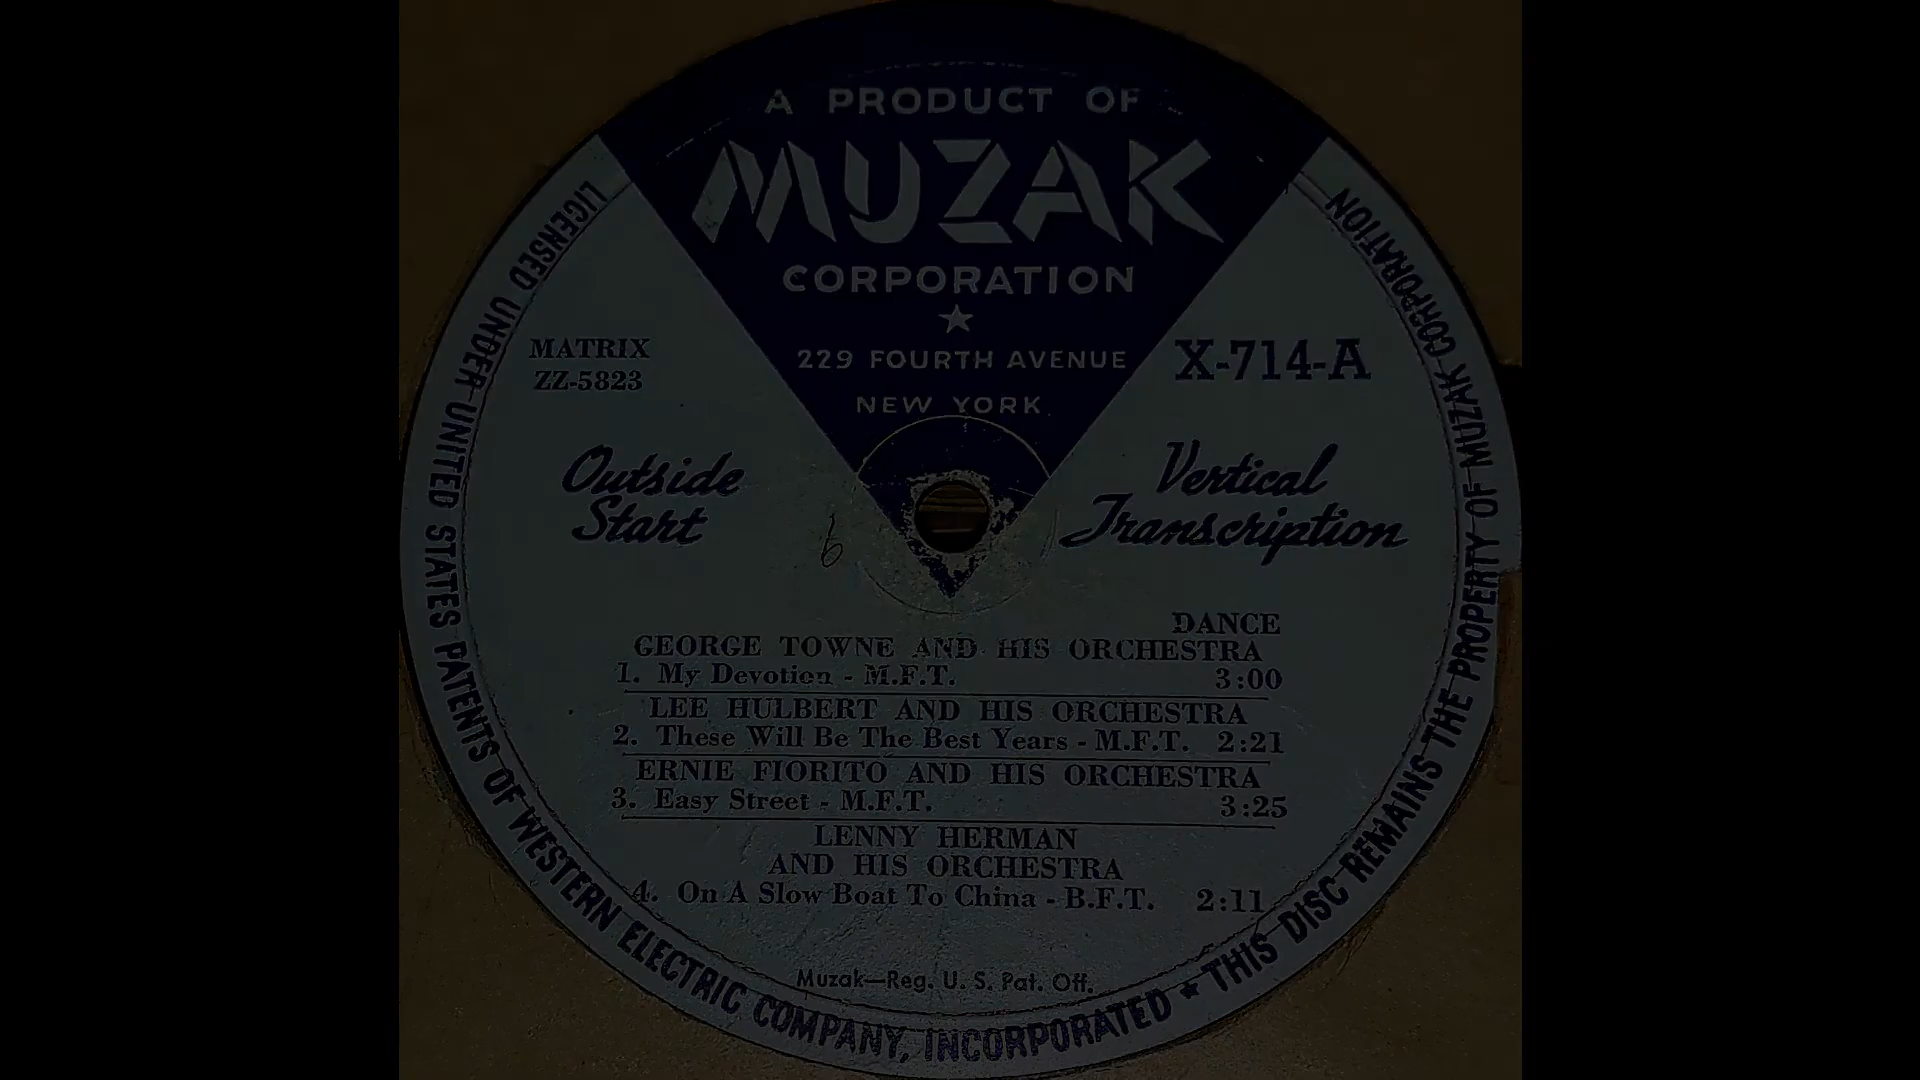 A PRODUCT OF
MUZAK
CORPORATION
229 FOURTH AVENUE
NEW YORK
MATRIX
ZZ-5823
X-714-A
Outside
Start
Vertical
Transcription
6
DANCE
GEORGE TOWNE AND HIS ORCHESTRA
1. My Devotion - M.F.T. 3:00
LEE HULBERT AND HIS ORCHESTRA
2. These Will Be The Best Years - M.F.T. 2:21
ERNIE FIORITO AND HIS ORCHESTRA
3. Easy Street - M.F.T. 3:25
LENNY HERMAN
AND HIS ORCHESTRA
4. On A Slow Boat To China - B.F.T. 2:11
Muzak—Reg. U. S. Pat. Off.
LICENSED UNDER UNITED STATES PATENTS OF WESTERN ELECTRIC COMPANY, INCORPORATED ★ THIS DISC REMAINS THE PROPERTY OF MUZAK CORPORATION